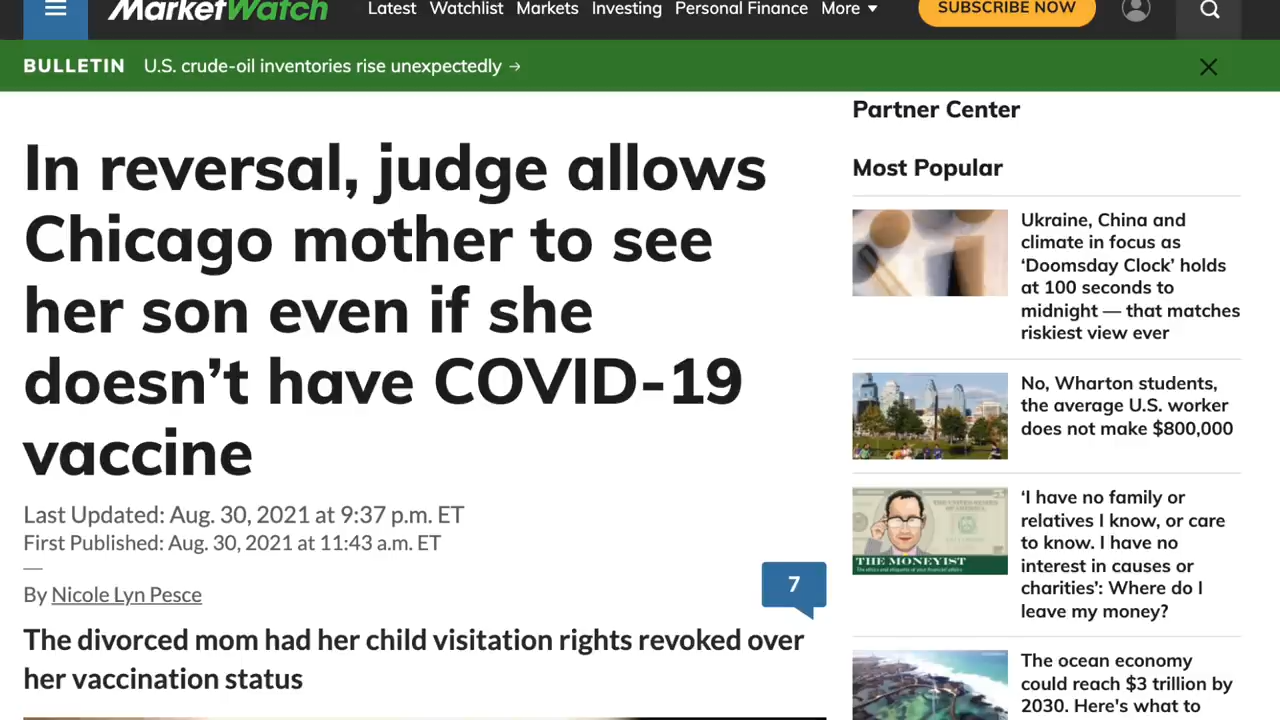 MarketWatch
Latest Watchlist Markets Investing Personal Finance More
SUBSCRIBE NOW
BULLETIN U.S. crude-oil inventories rise unexpectedly →
In reversal, judge allows
Chicago mother to see
her son even if she
doesn’t have COVID-19
vaccine
Last Updated: Aug. 30, 2021 at 9:37 p.m. ET
First Published: Aug. 30, 2021 at 11:43 a.m. ET
By Nicole Lyn Pesce
7
The divorced mom had her child visitation rights revoked over
her vaccination status
Partner Center
Most Popular
Ukraine, China and
climate in focus as
‘Doomsday Clock’ holds
at 100 seconds to
midnight — that matches
riskiest view ever
No, Wharton students,
the average U.S. worker
does not make $800,000
THE MONEYIST
‘I have no family or
relatives I know, or care
to know. I have no
interest in causes or
charities’: Where do I
leave my money?
The ocean economy
could reach $3 trillion by
2030. Here's what to